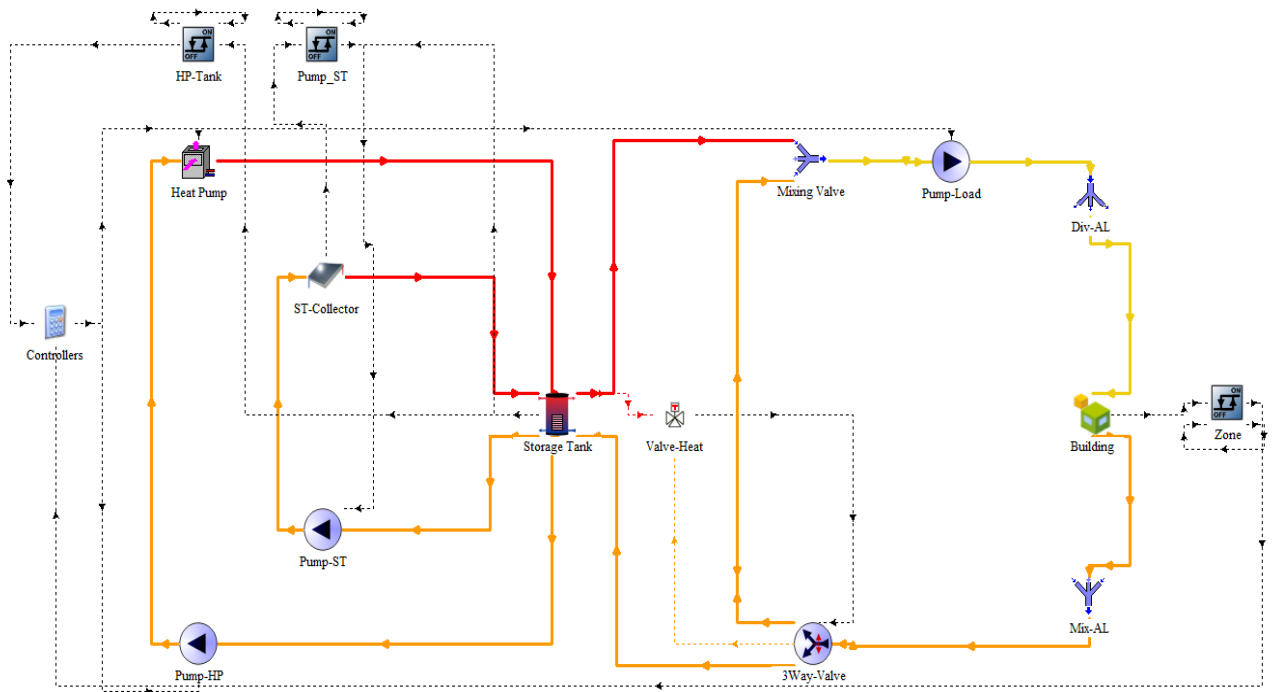 ON
OFF
HP-Tank
ON
OFF
Pump_ST
Heat Pump
Mixing Valve
Pump-Load
Div-AL
ST-Collector
Controllers
Storage Tank
Valve-Heat
Building
ON
OFF
Zone
Pump-ST
Mix-AL
Pump-HP
3Way-Valve